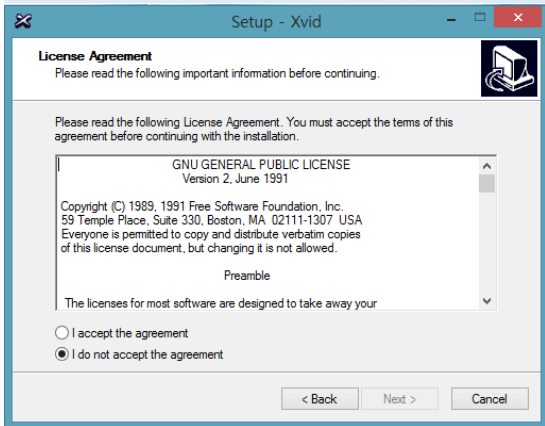 Setup - Xvid
License Agreement
Please read the following important information before continuing.
Please read the following License Agreement. You must accept the terms of this
agreement before continuing with the installation.
GNU GENERAL PUBLIC LICENSE
Version 2, June 1991
Copyright (C) 1989, 1991 Free Software Foundation, Inc.
59 Temple Place, Suite 330, Boston, MA 02111-1307 USA
Everyone is permitted to copy and distribute verbatim copies
of this license document, but changing it is not allowed.
Preamble
The licenses for most software are designed to take away your
I accept the agreement
I do not accept the agreement
< Back Next > Cancel